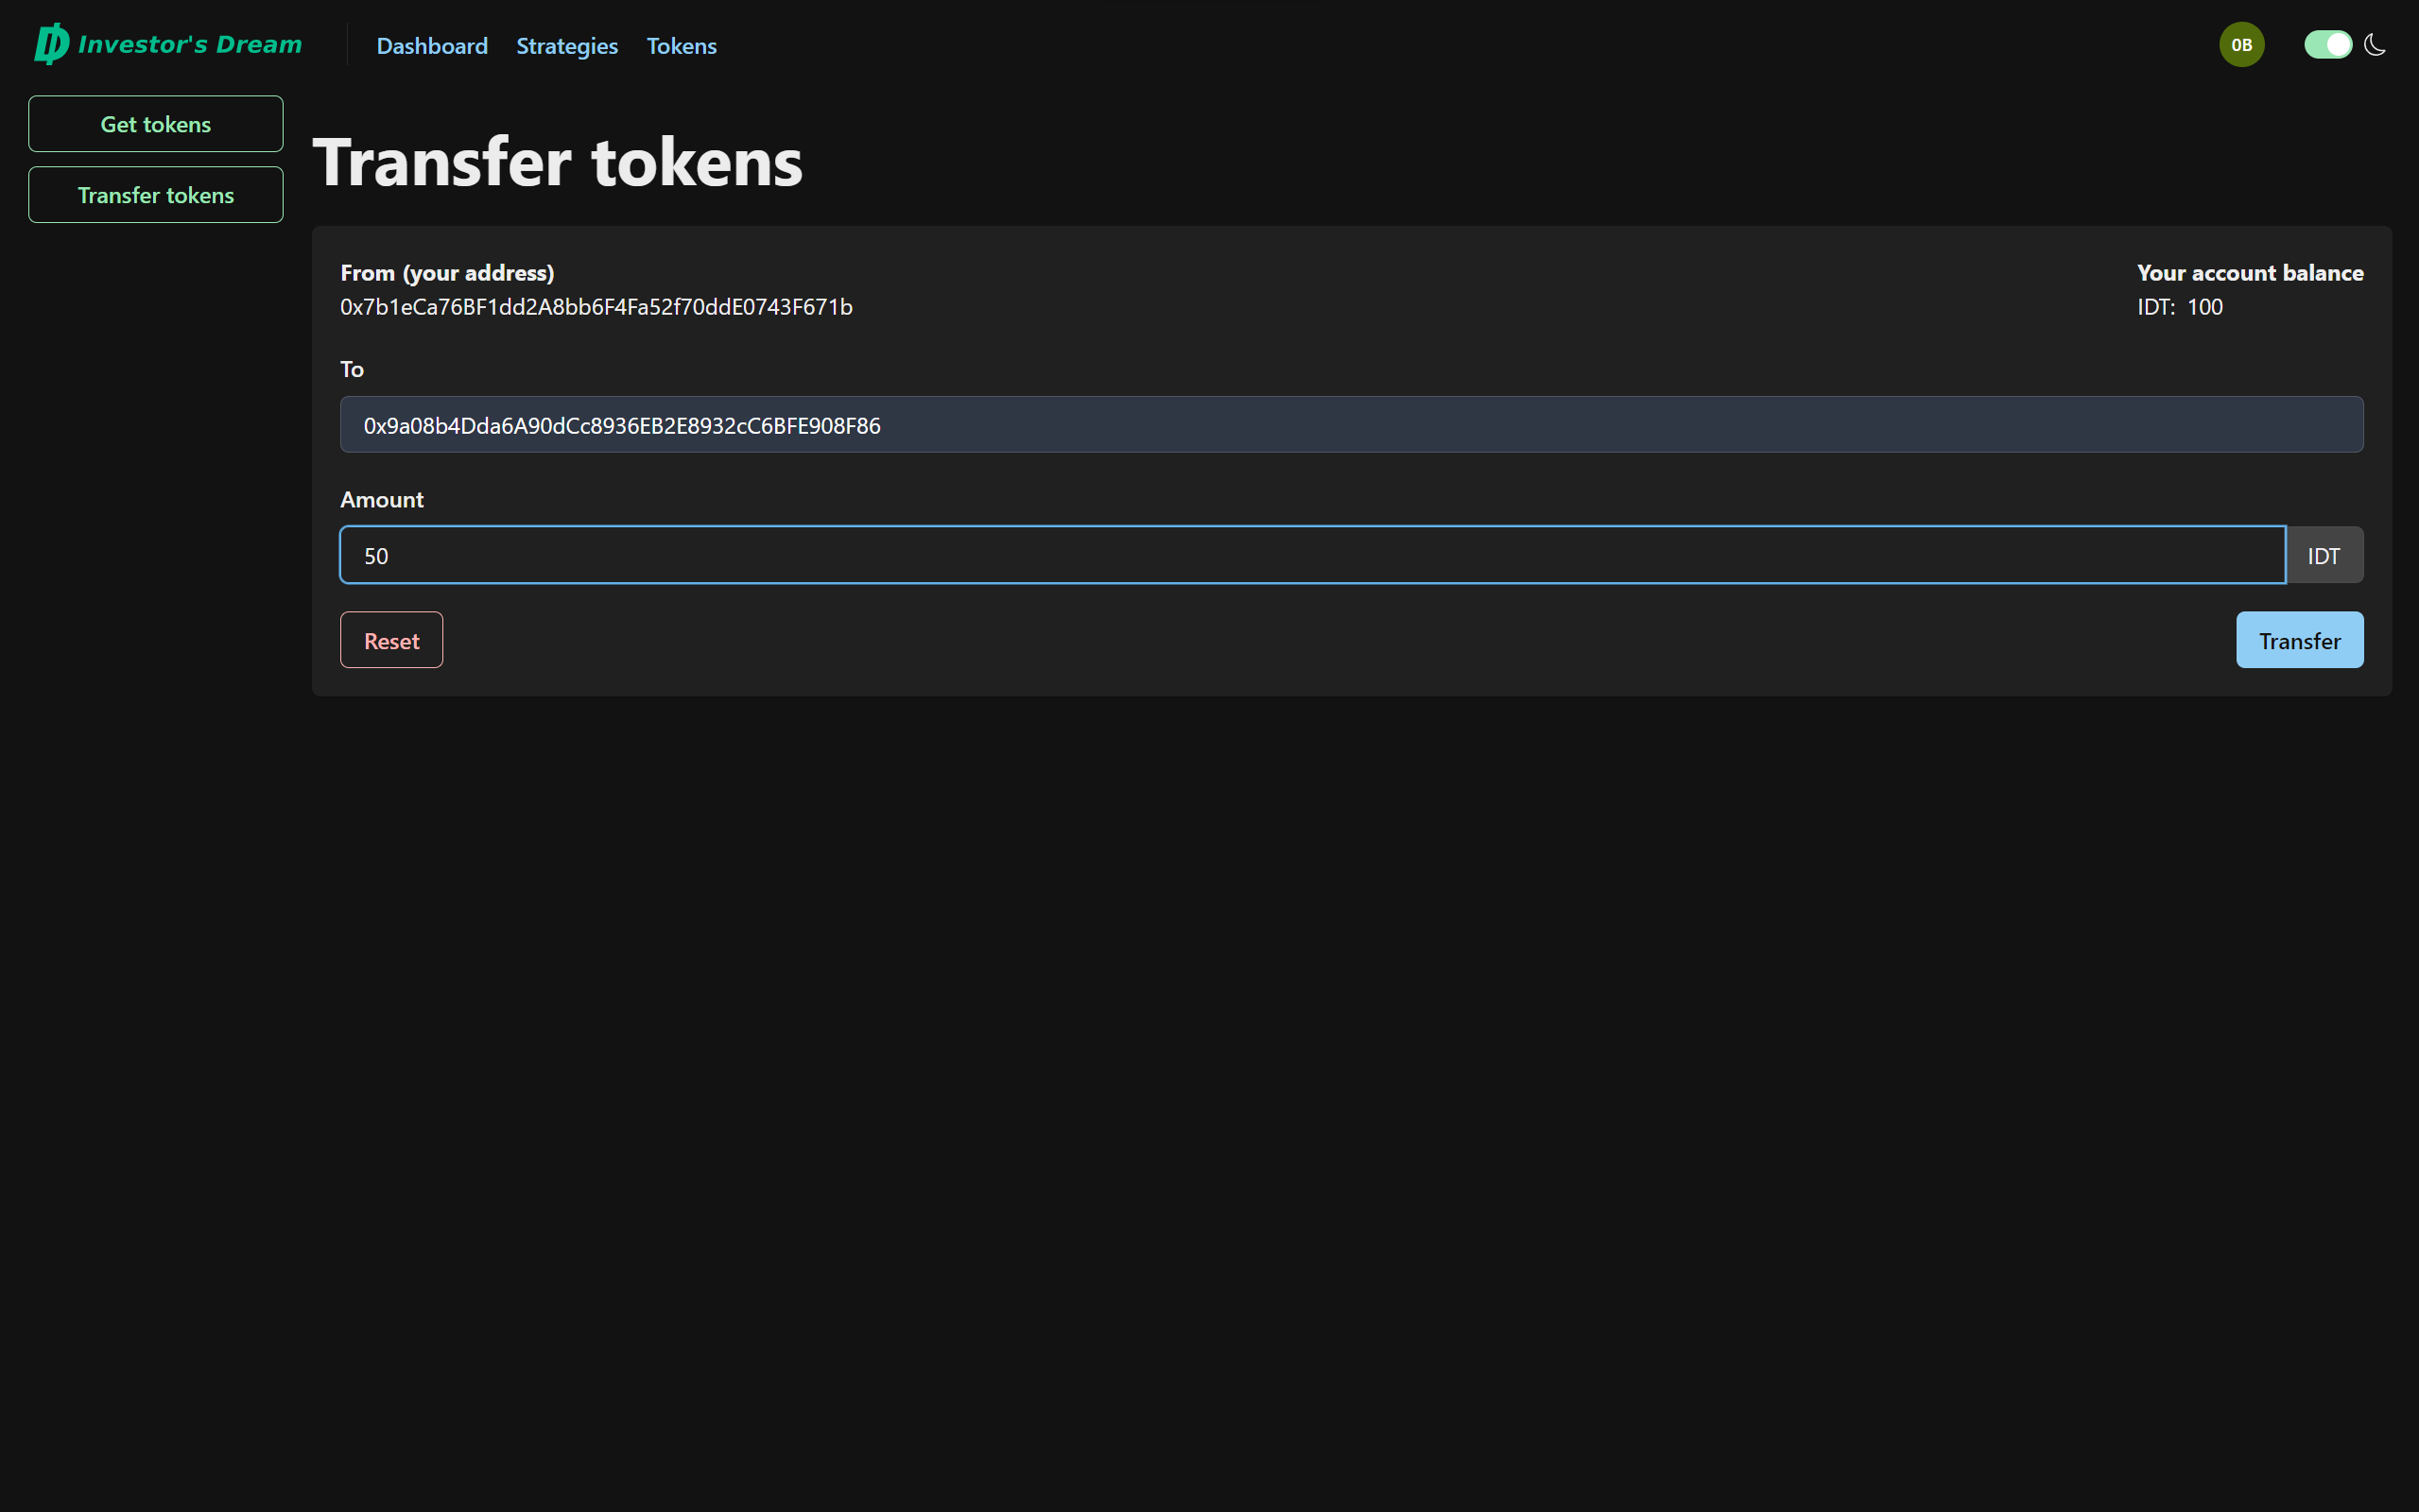 Investor's Dream
Dashboard Strategies Tokens
0B
Get tokens
Transfer tokens
Transfer tokens
From (your address)
0x7b1eCa76BF1dd2A8bb6F4Fa52f70ddE0743F671b
Your account balance
IDT: 100
To
0x9a08b4Dda6A90dCc8936EB2E8932cC6BFE908F86
Amount
50 IDT
Reset
Transfer